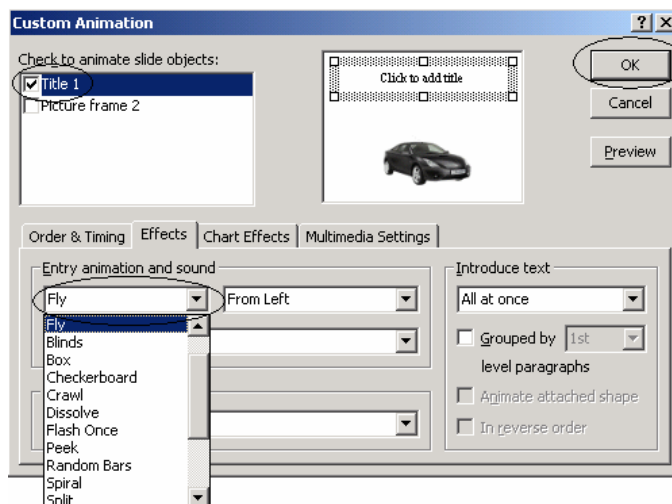 Custom Animation
Check to animate slide objects:
Title 1
Picture frame 2
Click to add title
OK
Cancel
Preview
Order & Timing
Effects
Chart Effects
Multimedia Settings
Entry animation and sound
Fly
From Left
Fly
Blinds
Box
Checkerboard
Crawl
Dissolve
Flash Once
Peek
Random Bars
Spiral
Split
Introduce text
All at once
Grouped by 1st
level paragraphs
Animate attached shape
In reverse order